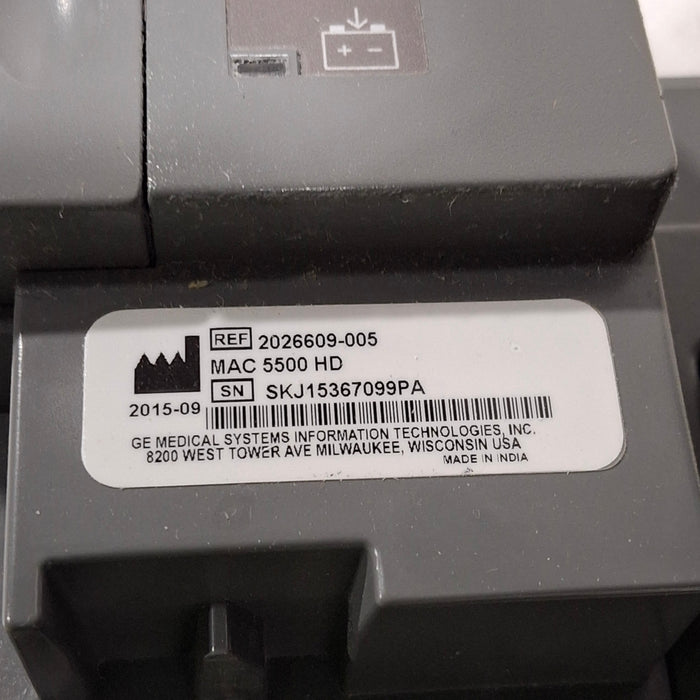 REF 2026609-005
MAC 5500 HD
SN SKJ15367099PA
2015-09
GE MEDICAL SYSTEMS INFORMATION TECHNOLOGIES, INC.
8200 WEST TOWER AVE MILWAUKEE, WISCONSIN USA
MADE IN INDIA